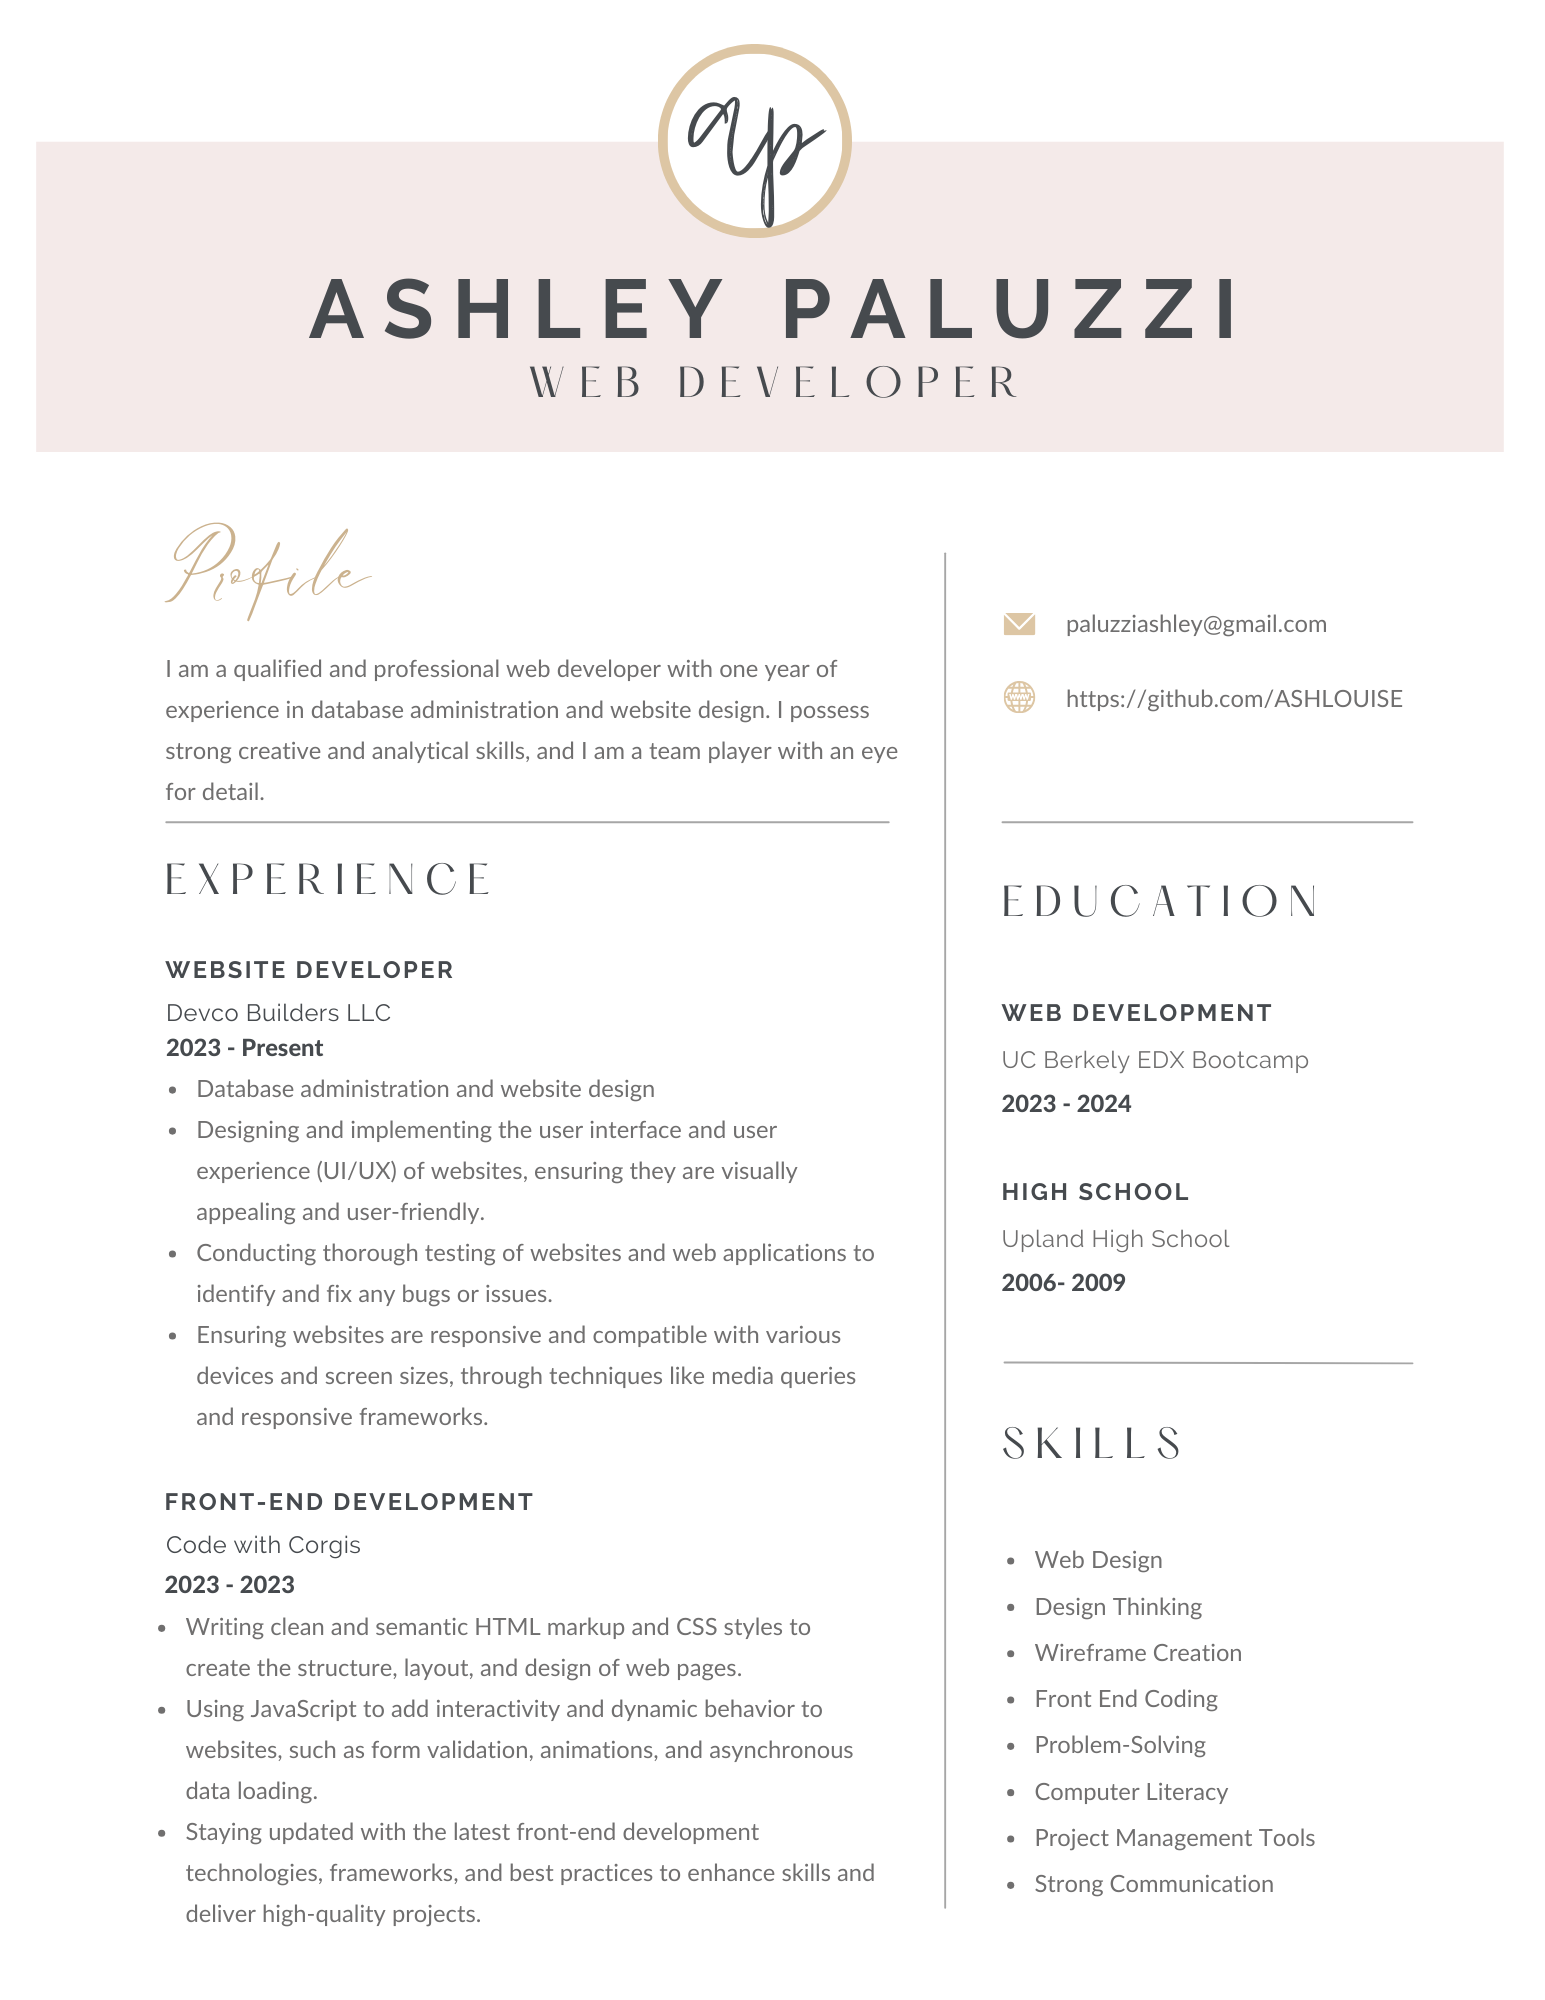 ap
ASHLEY PALUZZI
WEB DEVELOPER
Profile
I am a qualified and professional web developer with one year of
experience in database administration and website design. I possess
strong creative and analytical skills, and I am a team player with an eye
for detail.
EXPERIENCE
WEBSITE DEVELOPER
Devco Builders LLC
2023 - Present
• Database administration and website design
• Designing and implementing the user interface and user
experience (UI/UX) of websites, ensuring they are visually
appealing and user-friendly.
• Conducting thorough testing of websites and web applications to
identify and fix any bugs or issues.
• Ensuring websites are responsive and compatible with various
devices and screen sizes, through techniques like media queries
and responsive frameworks.
FRONT-END DEVELOPMENT
Code with Corgis
2023 - 2023
• Writing clean and semantic HTML markup and CSS styles to
create the structure, layout, and design of web pages.
• Using JavaScript to add interactivity and dynamic behavior to
websites, such as form validation, animations, and asynchronous
data loading.
• Staying updated with the latest front-end development
technologies, frameworks, and best practices to enhance skills and
deliver high-quality projects.
paluzziashley@gmail.com
https://github.com/ASHLOUISE
EDUCATION
WEB DEVELOPMENT
UC Berkely EDX Bootcamp
2023 - 2024
HIGH SCHOOL
Upland High School
2006- 2009
SKILLS
• Web Design
• Design Thinking
• Wireframe Creation
• Front End Coding
• Problem-Solving
• Computer Literacy
• Project Management Tools
• Strong Communication